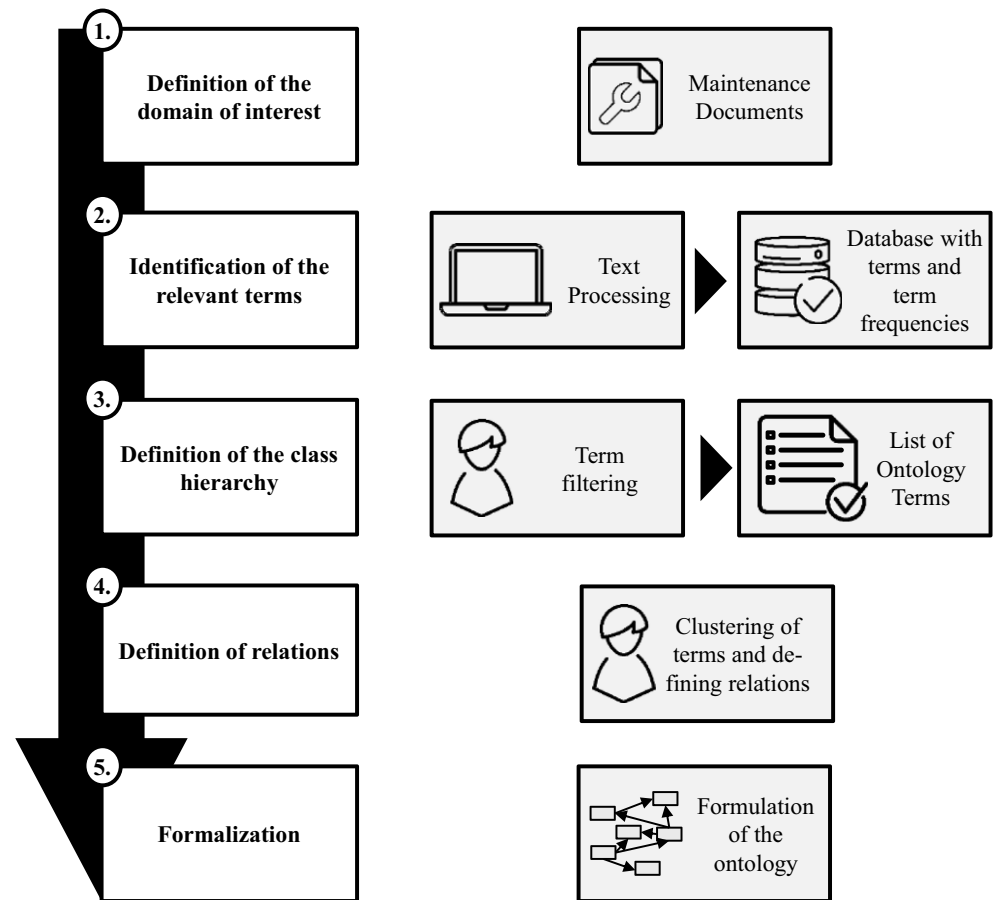 1.
Definition of the
domain of interest
Maintenance
Documents
2.
Identification of the
relevant terms
Text
Processing
Database with
terms and
term
frequencies
3.
Definition of the class
hierarchy
Term
filtering
List of
Ontology
Terms
4.
Definition of relations
Clustering of
terms and de-
fining relations
5.
Formalization
Formulation
of the
ontology